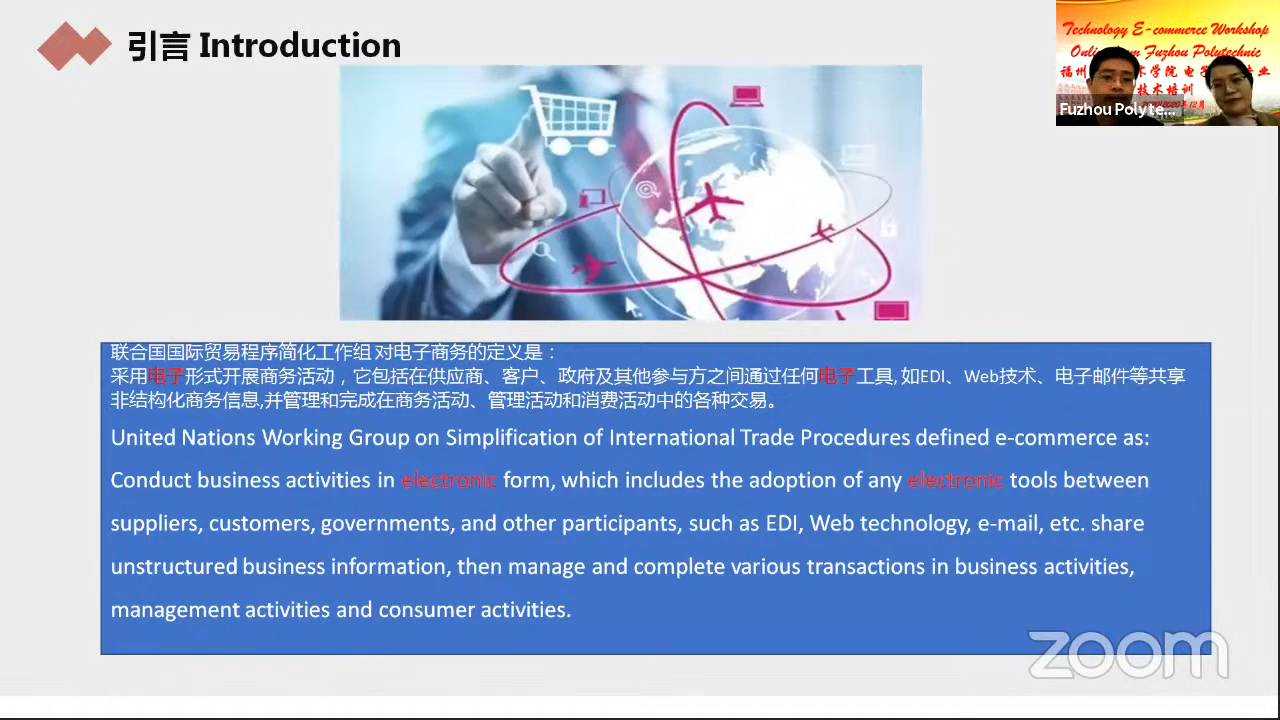 引言 Introduction
Technology E-commerce Workshop
Fuzhou Polytechnic
技术培训
Fuzhou Polyte...
联合国国际贸易程序简化工作组 对电子商务的定义是：
采用电子形式开展商务活动，它包括在供应商、客户、政府及其他参与方之间通过任何电子工具, 如EDI、Web技术、电子邮件等共享
非结构化商务信息,并管理和完成在商务活动、管理活动和消费活动中的各种交易。
United Nations Working Group on Simplification of International Trade Procedures defined e-commerce as:
Conduct business activities in electronic form, which includes the adoption of any electronic tools between
suppliers, customers, governments, and other participants, such as EDI, Web technology, e-mail, etc. share
unstructured business information, then manage and complete various transactions in business activities,
management activities and consumer activities.
zoom